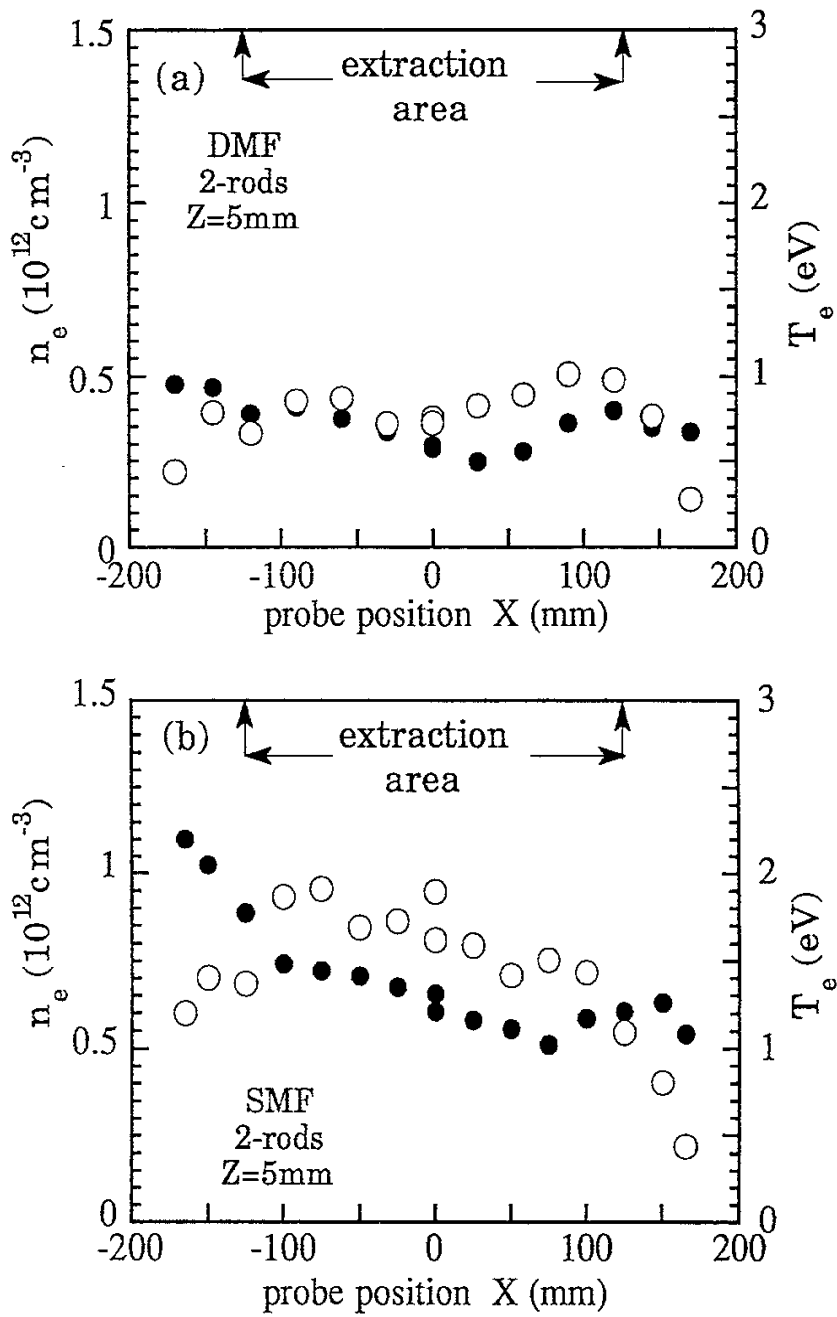 1.5
3
(a)
extraction
area
DMF
2-rods
Z=5mm
1
2
n_e (10^12 cm^-3)
T_e (eV)
0.5
1
0
0
-200
-100
0
100
200
probe position X (mm)
1.5
3
(b)
extraction
area
1
2
n_e (10^12 cm^-3)
T_e (eV)
0.5
1
SMF
2-rods
Z=5mm
0
0
-200
-100
0
100
200
probe position X (mm)